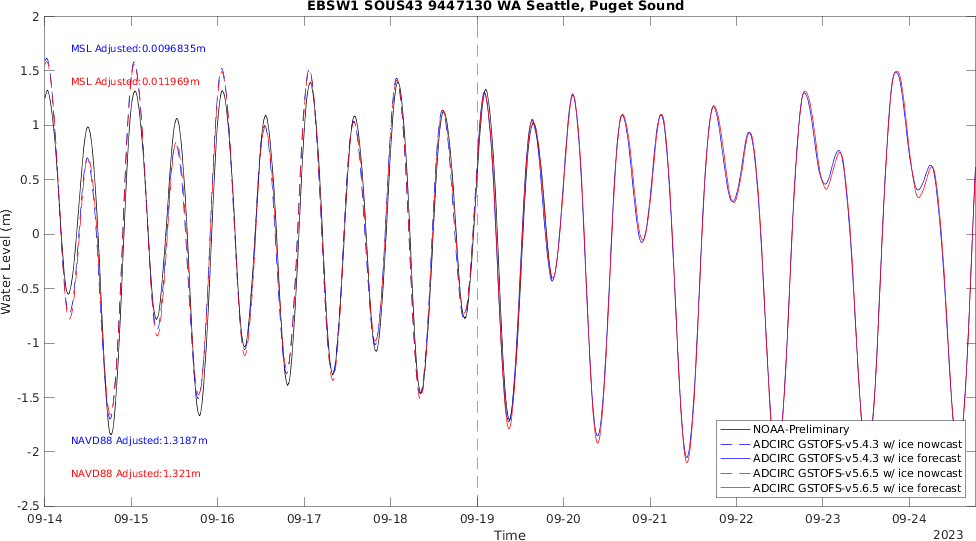 EBSW1 SOUS43 9447130 WA Seattle, Puget Sound
2
1.5
1
0.5
0
-0.5
-1
-1.5
-2
-2.5
Water Level (m)
MSL Adjusted:0.0096835m
MSL Adjusted:0.011969m
NAVD88 Adjusted:1.3187m
NAVD88 Adjusted:1.321m
NOAA-Preliminary
ADCIRC GSTOFS-v5.4.3 w/ ice nowcast
ADCIRC GSTOFS-v5.4.3 w/ ice forecast
ADCIRC GSTOFS-v5.6.5 w/ ice nowcast
ADCIRC GSTOFS-v5.6.5 w/ ice forecast
09-14 09-15 09-16 09-17 09-18 09-19 09-20 09-21 09-22 09-23 09-24
Time
2023